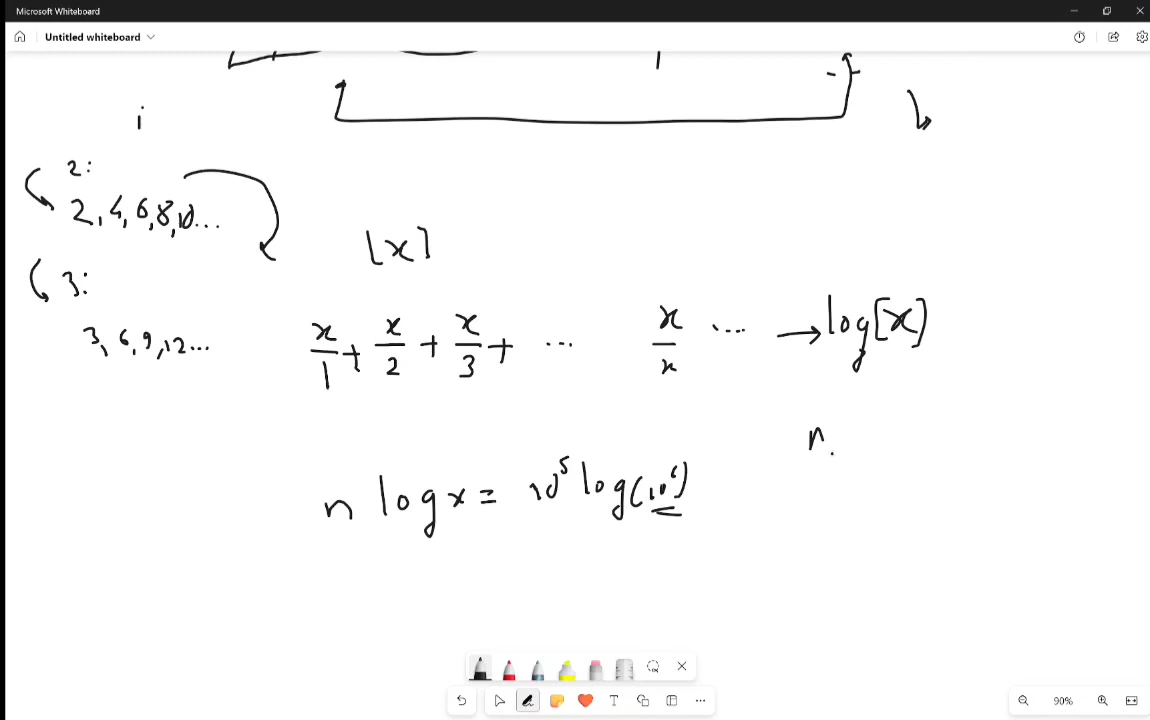 Microsoft Whiteboard
Untitled whiteboard
i
2:
2, 4, 6, 8, 10...
[x]
3:
3, 6, 9, 12...
x/1 + x/2 + x/3 + ... x/x .... → log[x]
n.
n log x = 10⁵ log(10⁶)
T
90%